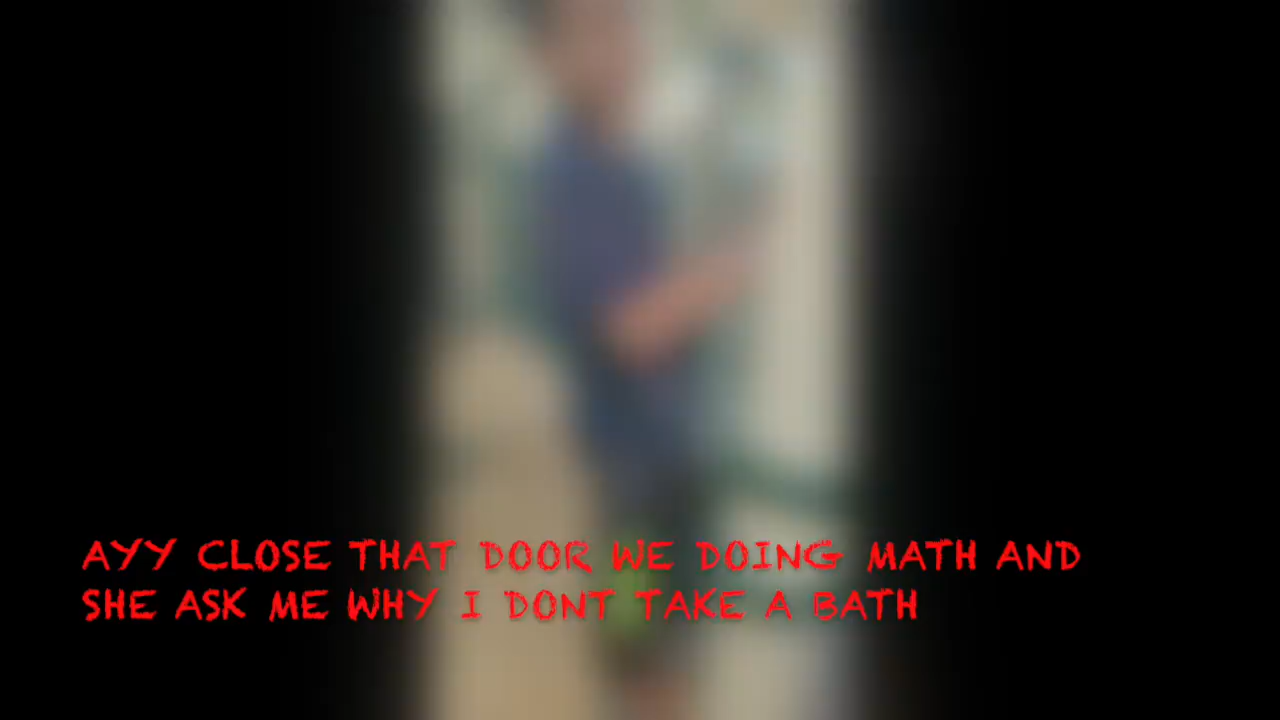 AYY CLOSE THAT DOOR WE DOING MATH AND
SHE ASK ME WHY I DONT TAKE A BATH